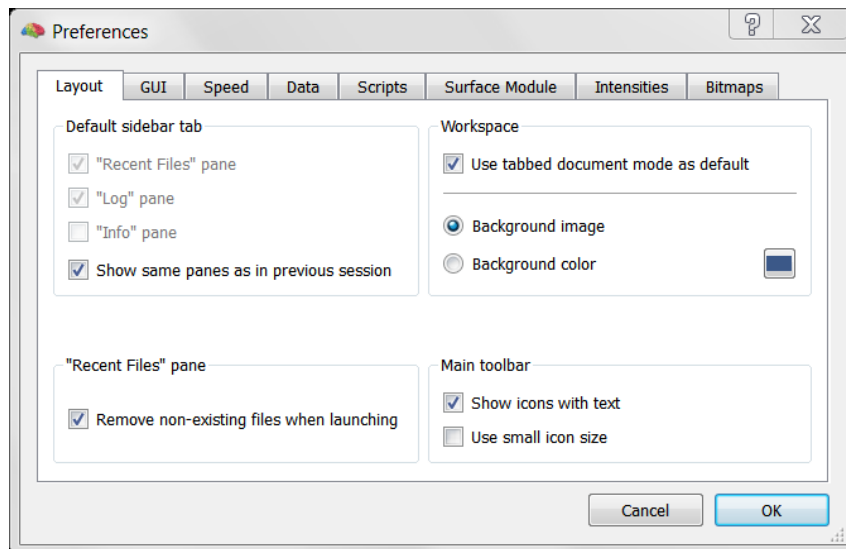 Preferences
Layout GUI Speed Data Scripts Surface Module Intensities Bitmaps
Default sidebar tab
"Recent Files" pane
"Log" pane
"Info" pane
Show same panes as in previous session
Workspace
Use tabbed document mode as default
Background image
Background color
"Recent Files" pane
Remove non-existing files when launching
Main toolbar
Show icons with text
Use small icon size
Cancel OK